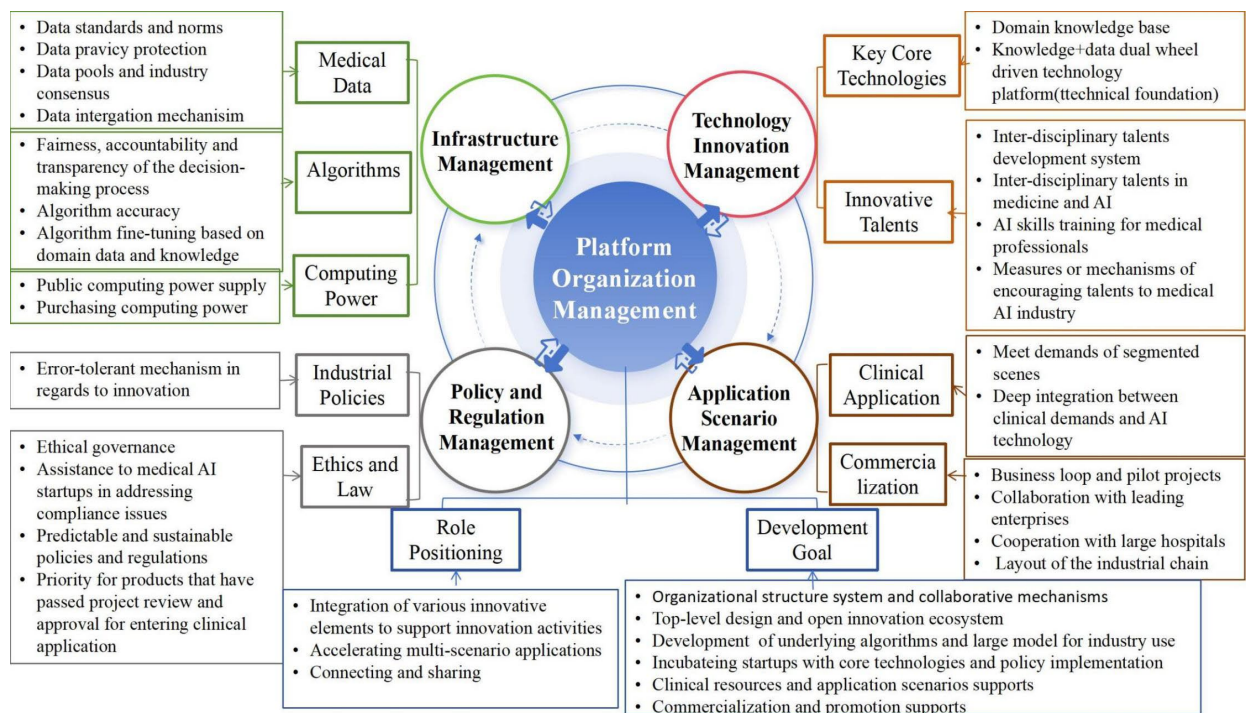 • Data standards and norms
• Data pravicy protection
• Data pools and industry
consensus
• Data intergation mechanisim
Medical
Data
• Fairness, accountability and
transparency of the decision-
making process
• Algorithm accuracy
• Algorithm fine-tuning based on
domain data and knowledge
Algorithms
• Public computing power supply
• Purchasing computing power
Computing
Power
Infrastructure
Management
Technology
Innovation
Management
Key Core
Technologies
• Domain knowledge base
• Knowledge+data dual wheel
driven technology
platform(ttechnical foundation)
Innovative
Talents
• Inter-disciplinary talents
development system
• Inter-disciplinary talents in
medicine and AI
• AI skills training for medical
professionals
• Measures or mechanisms of
encouraging talents to medical
AI industry
Platform
Organization
Management
• Error-tolerant mechanism in
regards to innovation
Industrial
Policies
• Ethical governance
• Assistance to medical AI
startups in addressing
compliance issues
• Predictable and sustainable
policies and regulations
• Priority for products that have
passed project review and
approval for entering clinical
application
Ethics and
Law
Policy and
Regulation
Management
Application
Scenario
Management
Clinical
Application
• Meet demands of segmented
scenes
• Deep integration between
clinical demands and AI
technology
Commercia
lization
• Business loop and pilot projects
• Collaboration with leading
enterprises
• Cooperation with large hospitals
• Layout of the industrial chain
Role
Positioning
• Integration of various innovative
elements to support innovation
activities
• Accelerating multi-scenario applications
• Connecting and sharing
Development
Goal
• Organizational structure system and collaborative mechanisms
• Top-level design and open innovation ecosystem
• Development of underlying algorithms and large model for industry use
• Incubateing startups with core technologies and policy implementation
• Clinical resources and application scenarios supports
• Commercialization and promotion supports